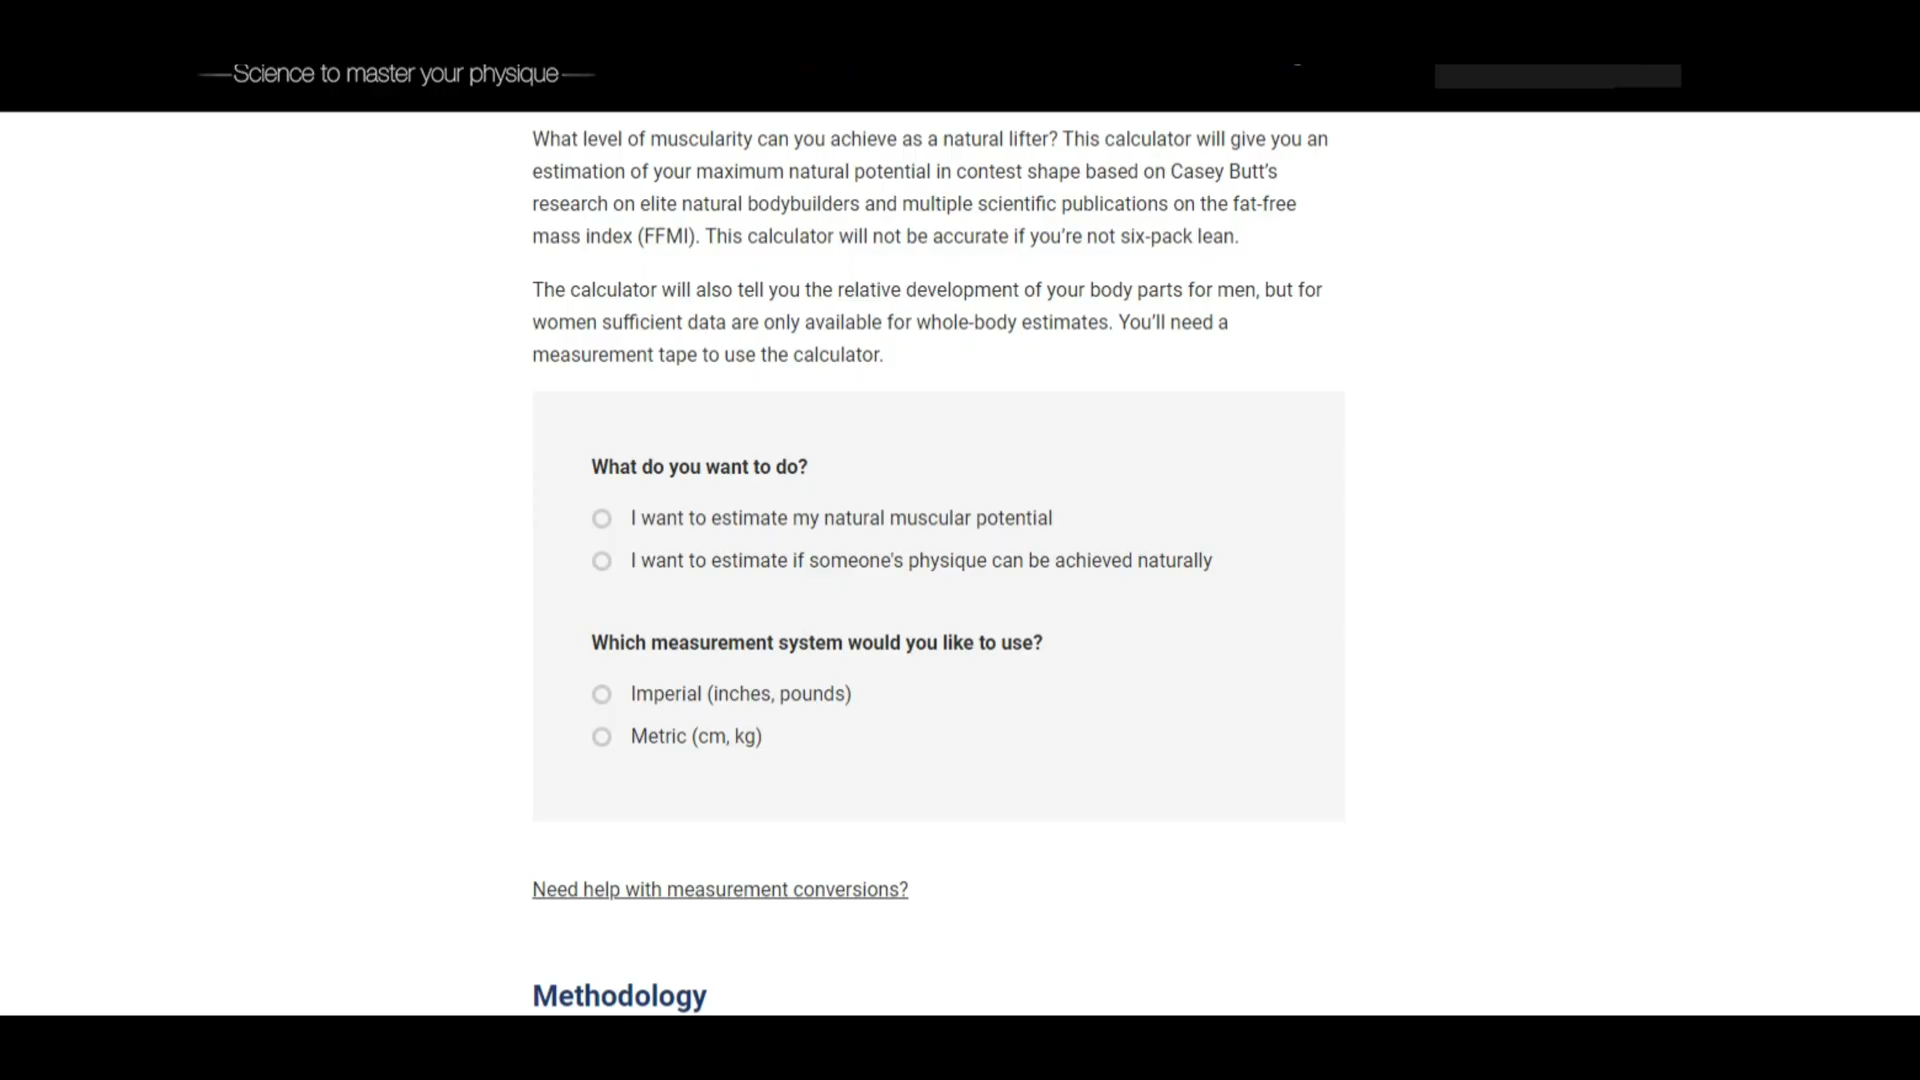 Science to master your physique
What level of muscularity can you achieve as a natural lifter? This calculator will give you an
estimation of your maximum natural potential in contest shape based on Casey Butt's
research on elite natural bodybuilders and multiple scientific publications on the fat-free
mass index (FFMI). This calculator will not be accurate if you're not six-pack lean.
The calculator will also tell you the relative development of your body parts for men, but for
women sufficient data are only available for whole-body estimates. You'll need a
measurement tape to use the calculator.
What do you want to do?
I want to estimate my natural muscular potential
I want to estimate if someone's physique can be achieved naturally
Which measurement system would you like to use?
Imperial (inches, pounds)
Metric (cm, kg)
Need help with measurement conversions?
Methodology